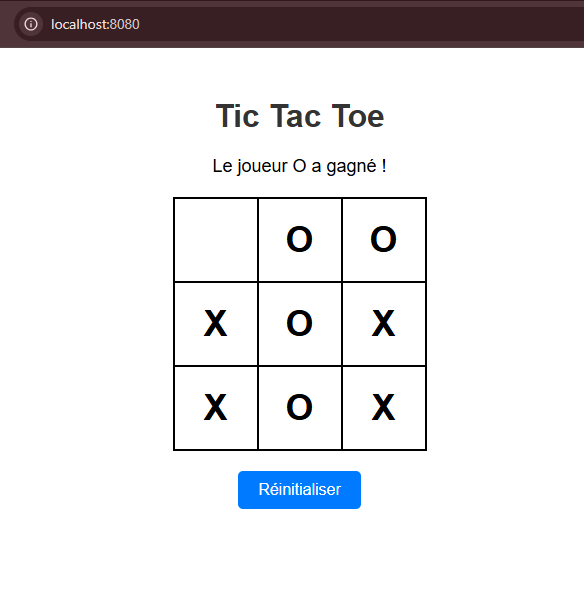 localhost:8080
Tic Tac Toe
Le joueur O a gagné !
O O
X O X
X O X
Réinitialiser